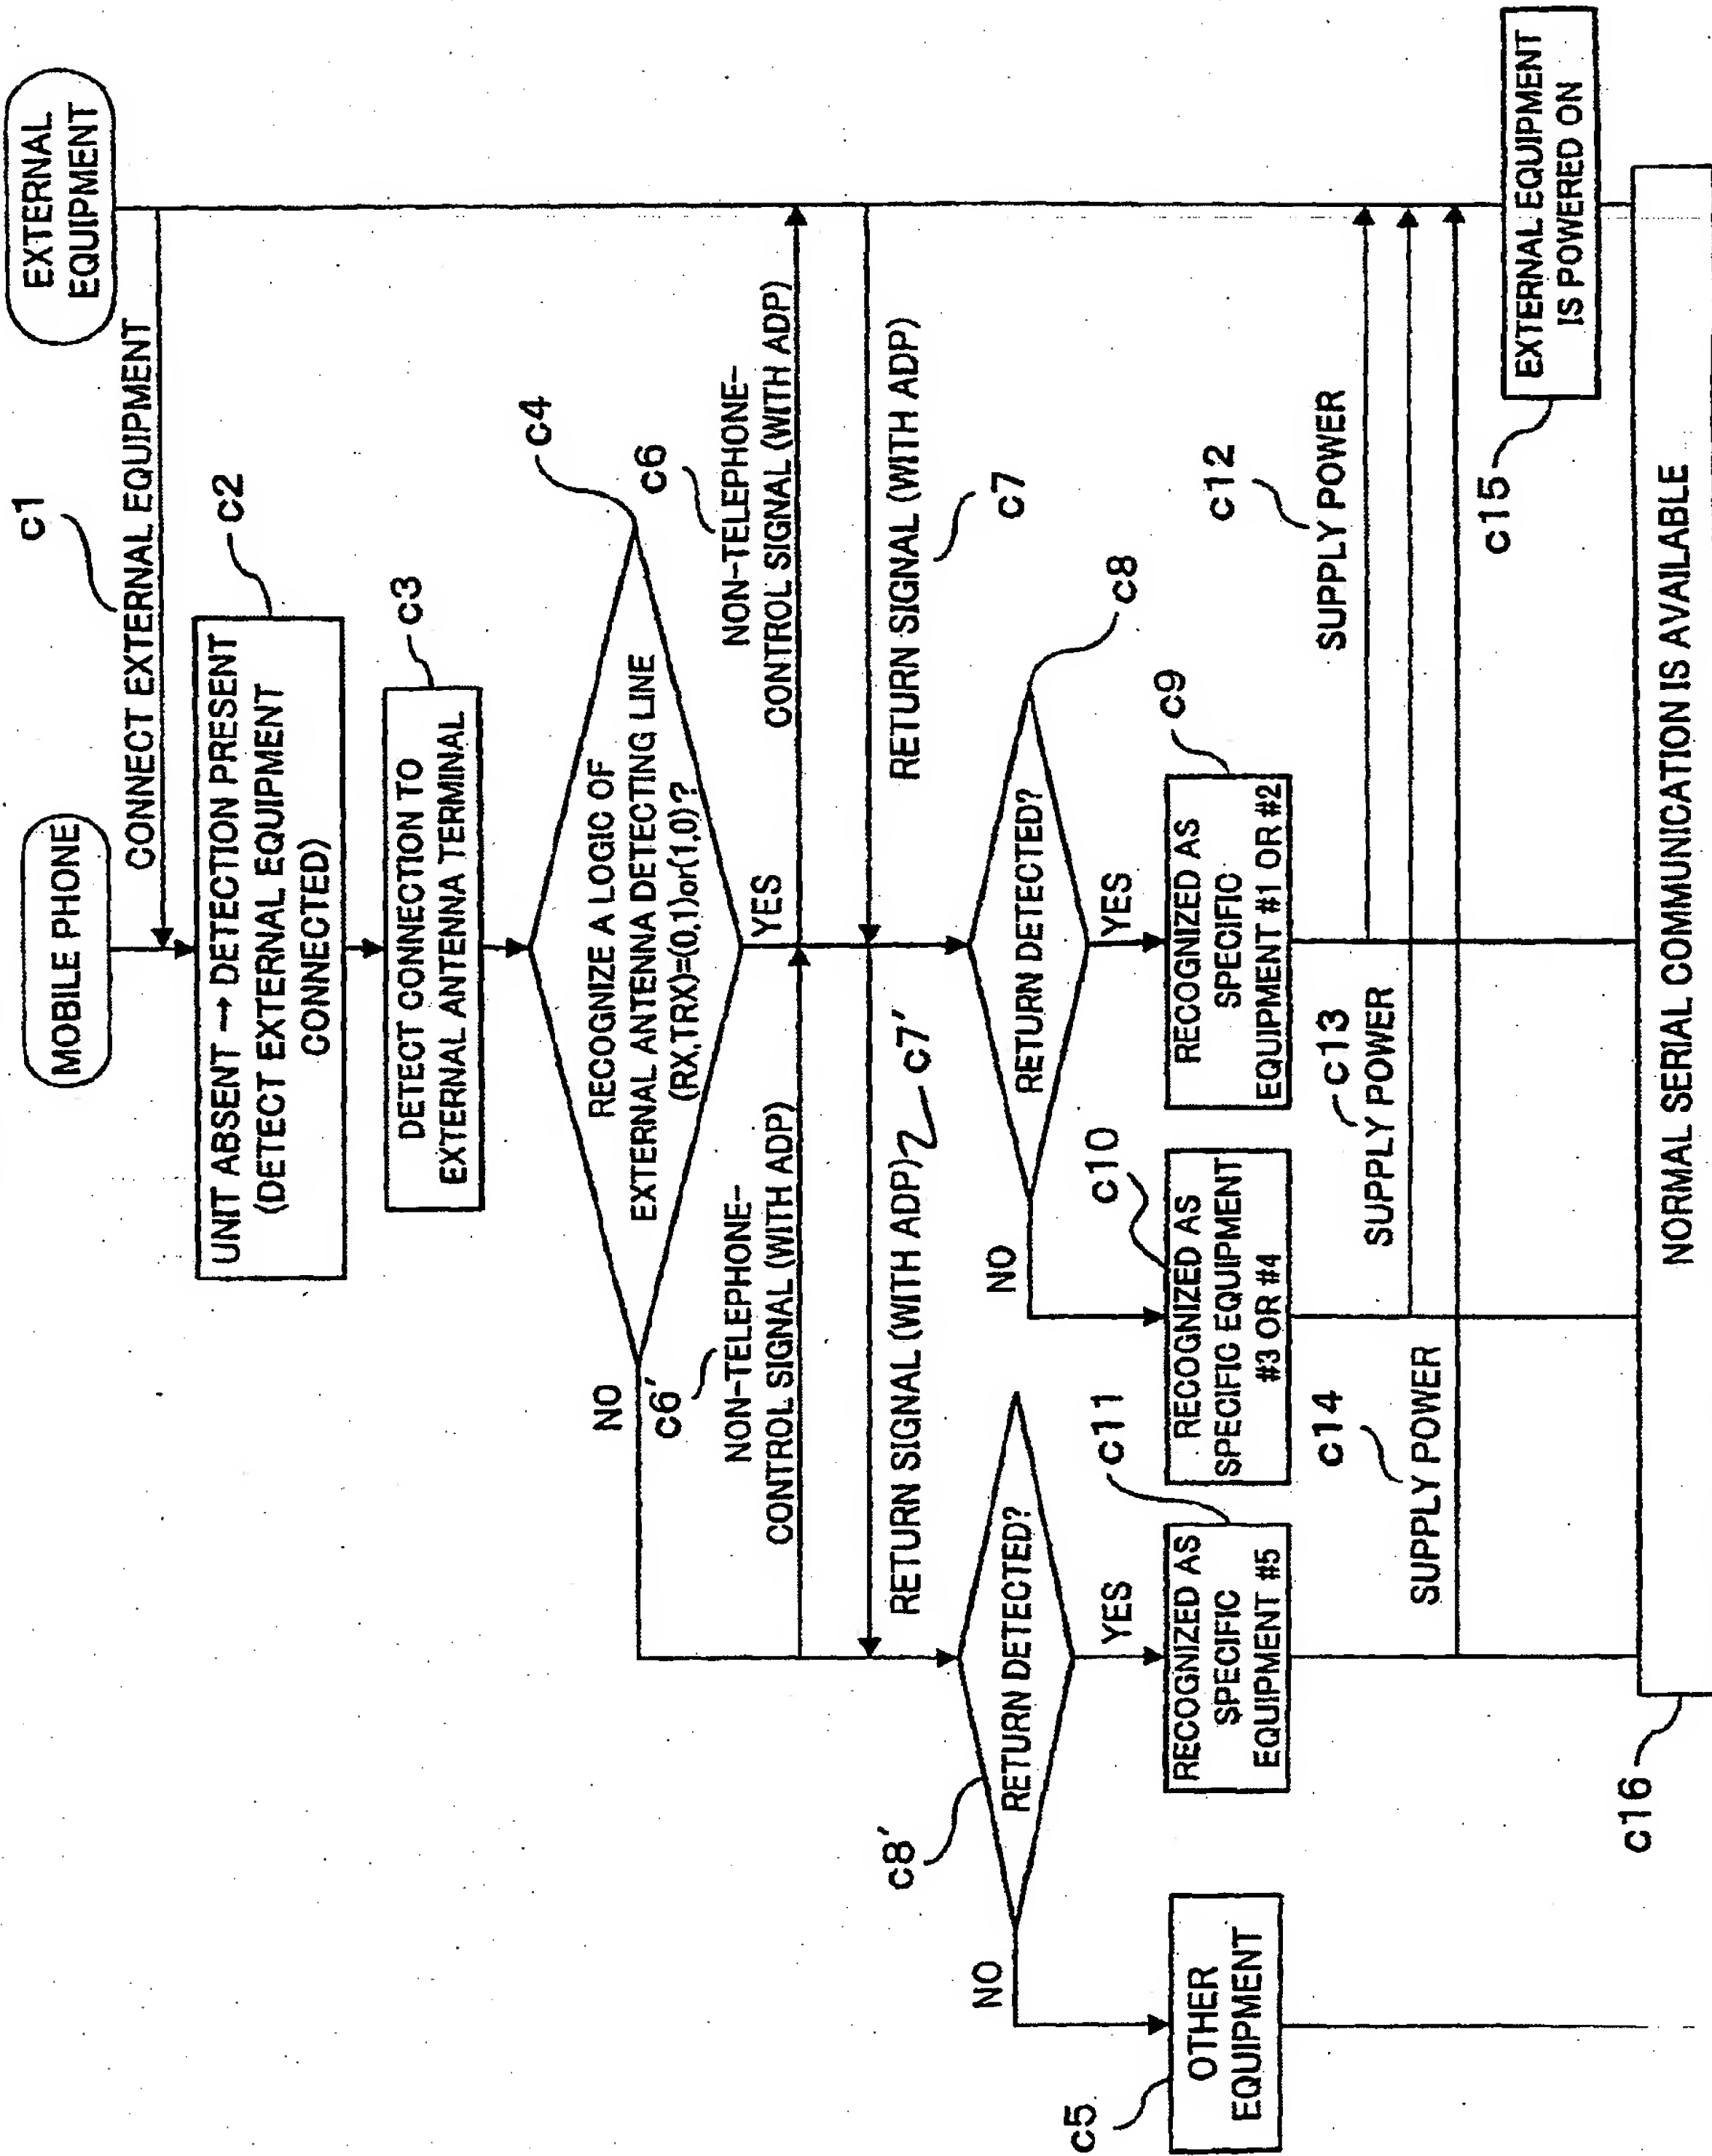 MOBILE PHONE
EXTERNAL
EQUIPMENT
c1
CONNECT EXTERNAL EQUIPMENT
c2
UNIT ABSENT → DETECTION PRESENT
(DETECT EXTERNAL EQUIPMENT
CONNECTED)
c3
DETECT CONNECTION TO
EXTERNAL ANTENNA TERMINAL
c4
RECOGNIZE A LOGIC OF
EXTERNAL ANTENNA DETECTING LINE
(RX,TRX)=(0,1)or(1,0)?
NO
YES
c6'
NON-TELEPHONE-
CONTROL SIGNAL (WITH ADP)
c6
NON-TELEPHONE-
CONTROL SIGNAL (WITH ADP)
RETURN SIGNAL (WITH ADP)
c7'
RETURN SIGNAL (WITH ADP)
c7
c8'
RETURN DETECTED?
NO
YES
c8
RETURN DETECTED?
NO
YES
c5
OTHER
EQUIPMENT
c11
RECOGNIZED AS
SPECIFIC
EQUIPMENT #5
c10
RECOGNIZED AS
SPECIFIC EQUIPMENT
#3 OR #4
c9
RECOGNIZED AS
SPECIFIC
EQUIPMENT #1 OR #2
c12
SUPPLY POWER
c13
SUPPLY POWER
c14
SUPPLY POWER
c15
EXTERNAL EQUIPMENT
IS POWERED ON
c16
NORMAL SERIAL COMMUNICATION IS AVAILABLE